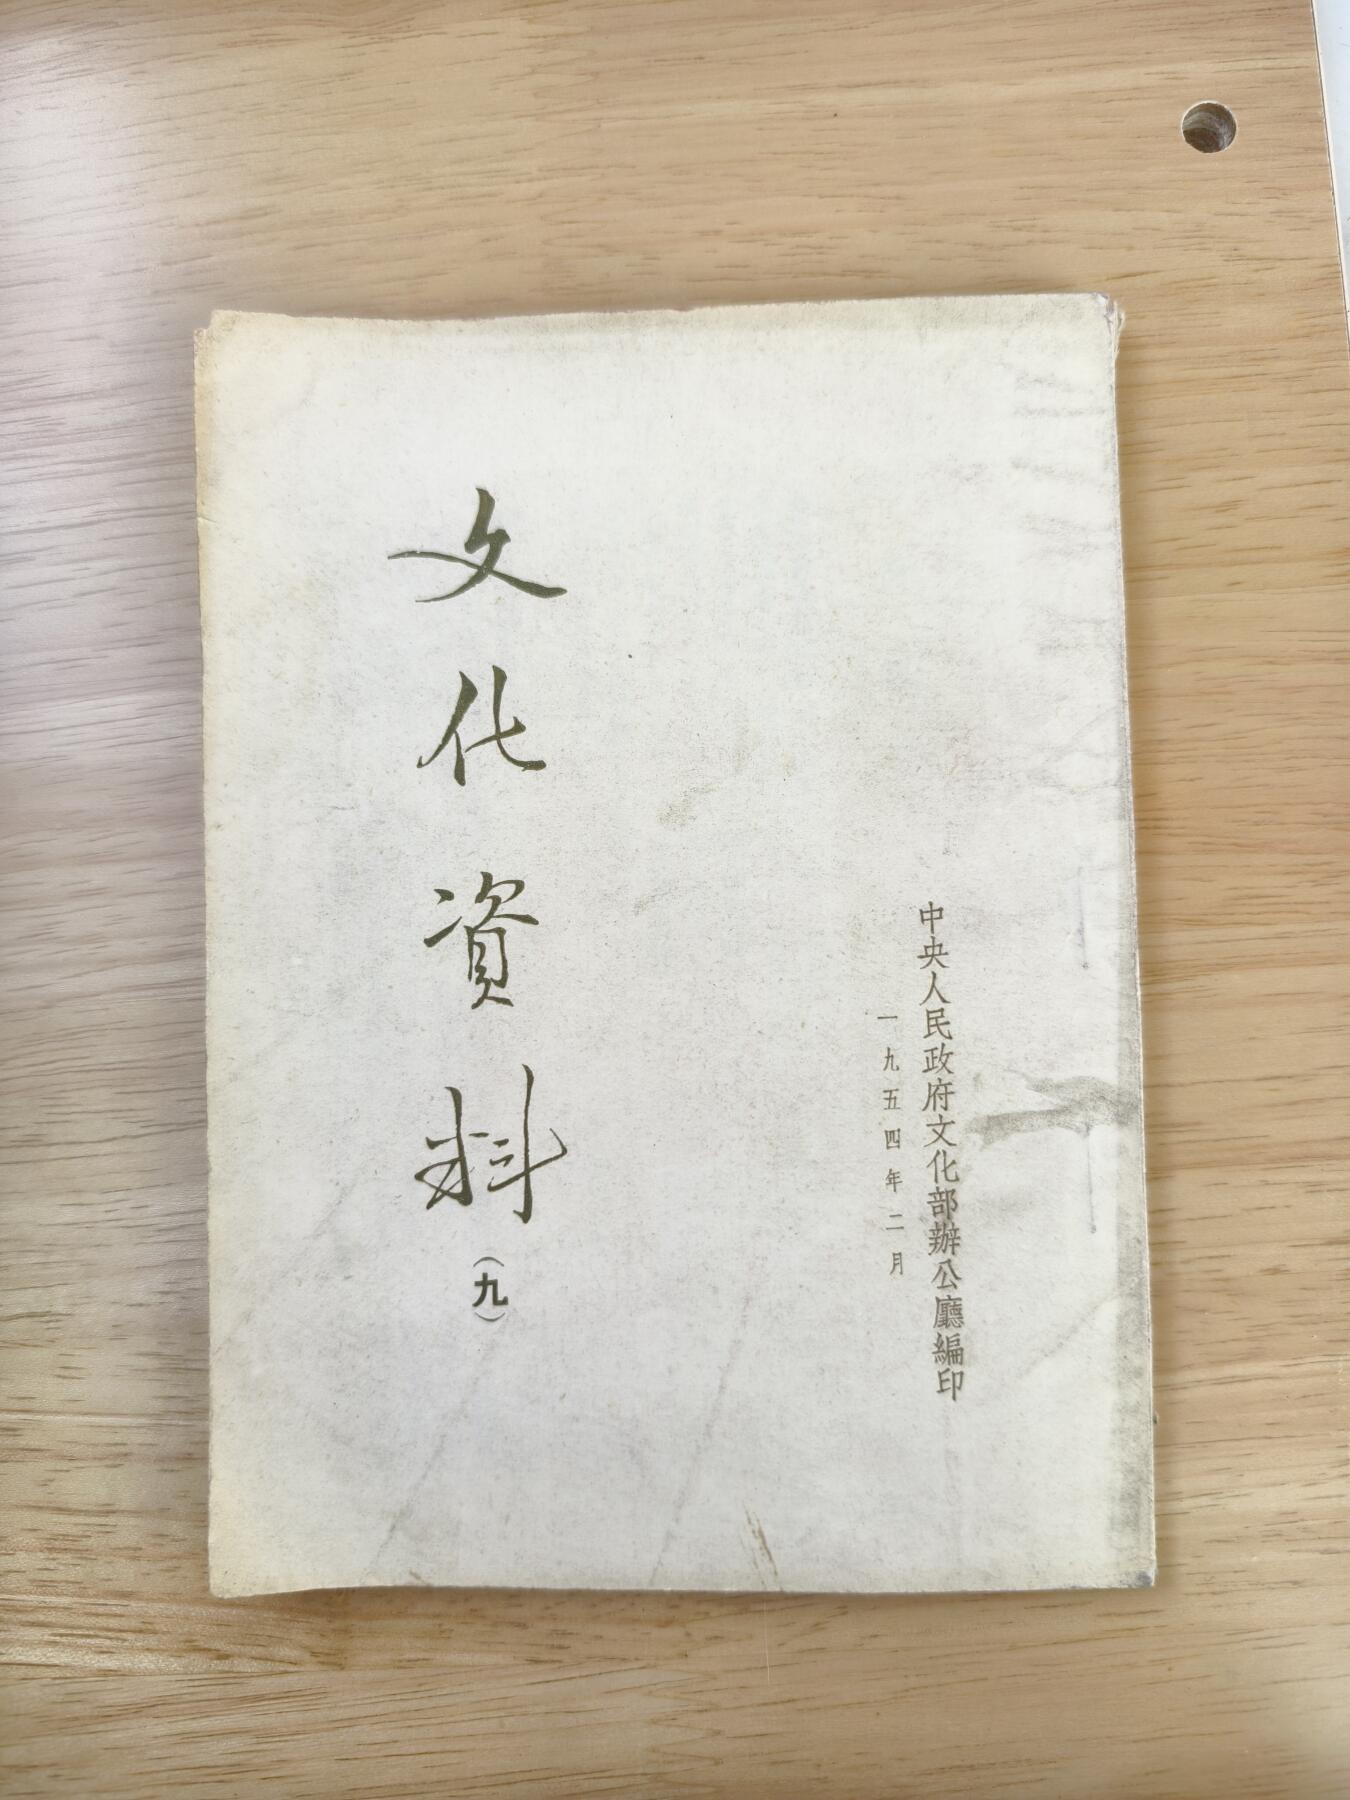 中央人民政府文化部辦公廳編印
一九五四年二月
文化資料
（九）